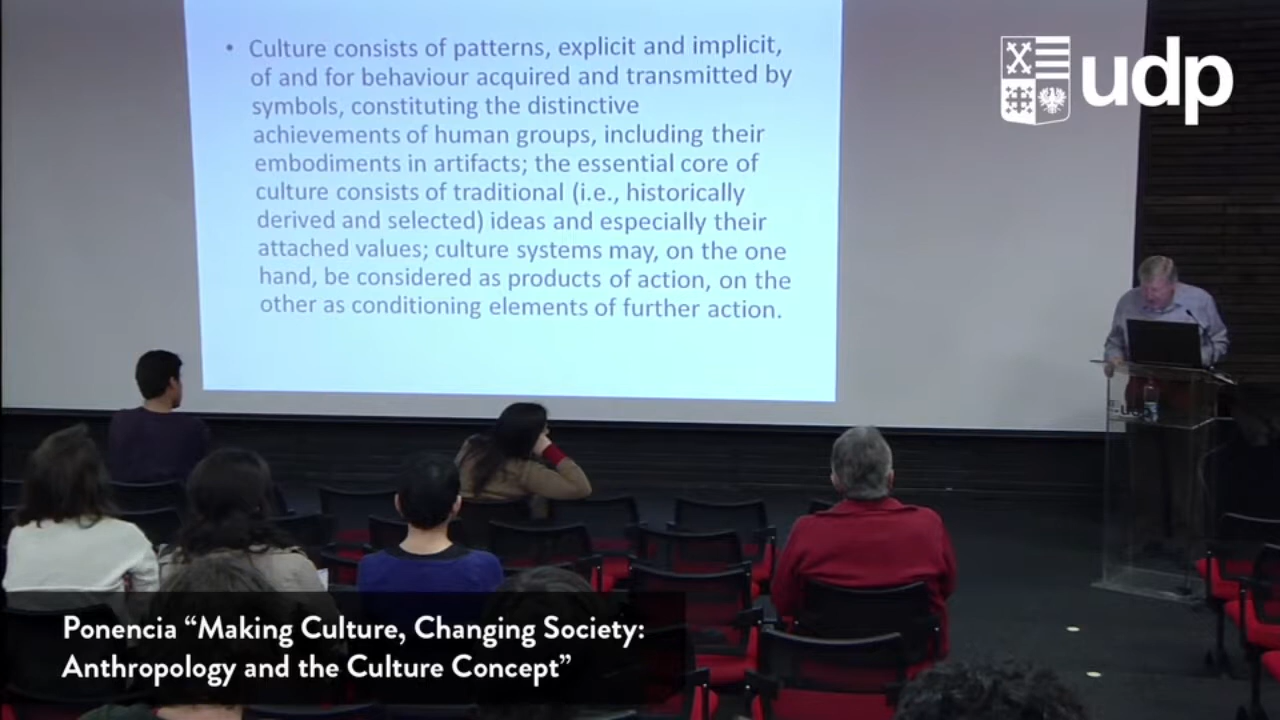 • Culture consists of patterns, explicit and implicit,
of and for behaviour acquired and transmitted by
symbols, constituting the distinctive
achievements of human groups, including their
embodiments in artifacts; the essential core of
culture consists of traditional (i.e., historically
derived and selected) ideas and especially their
attached values; culture systems may, on the one
hand, be considered as products of action, on the
other as conditioning elements of further action.
udp
udp
Ponencia “Making Culture, Changing Society:
Anthropology and the Culture Concept”